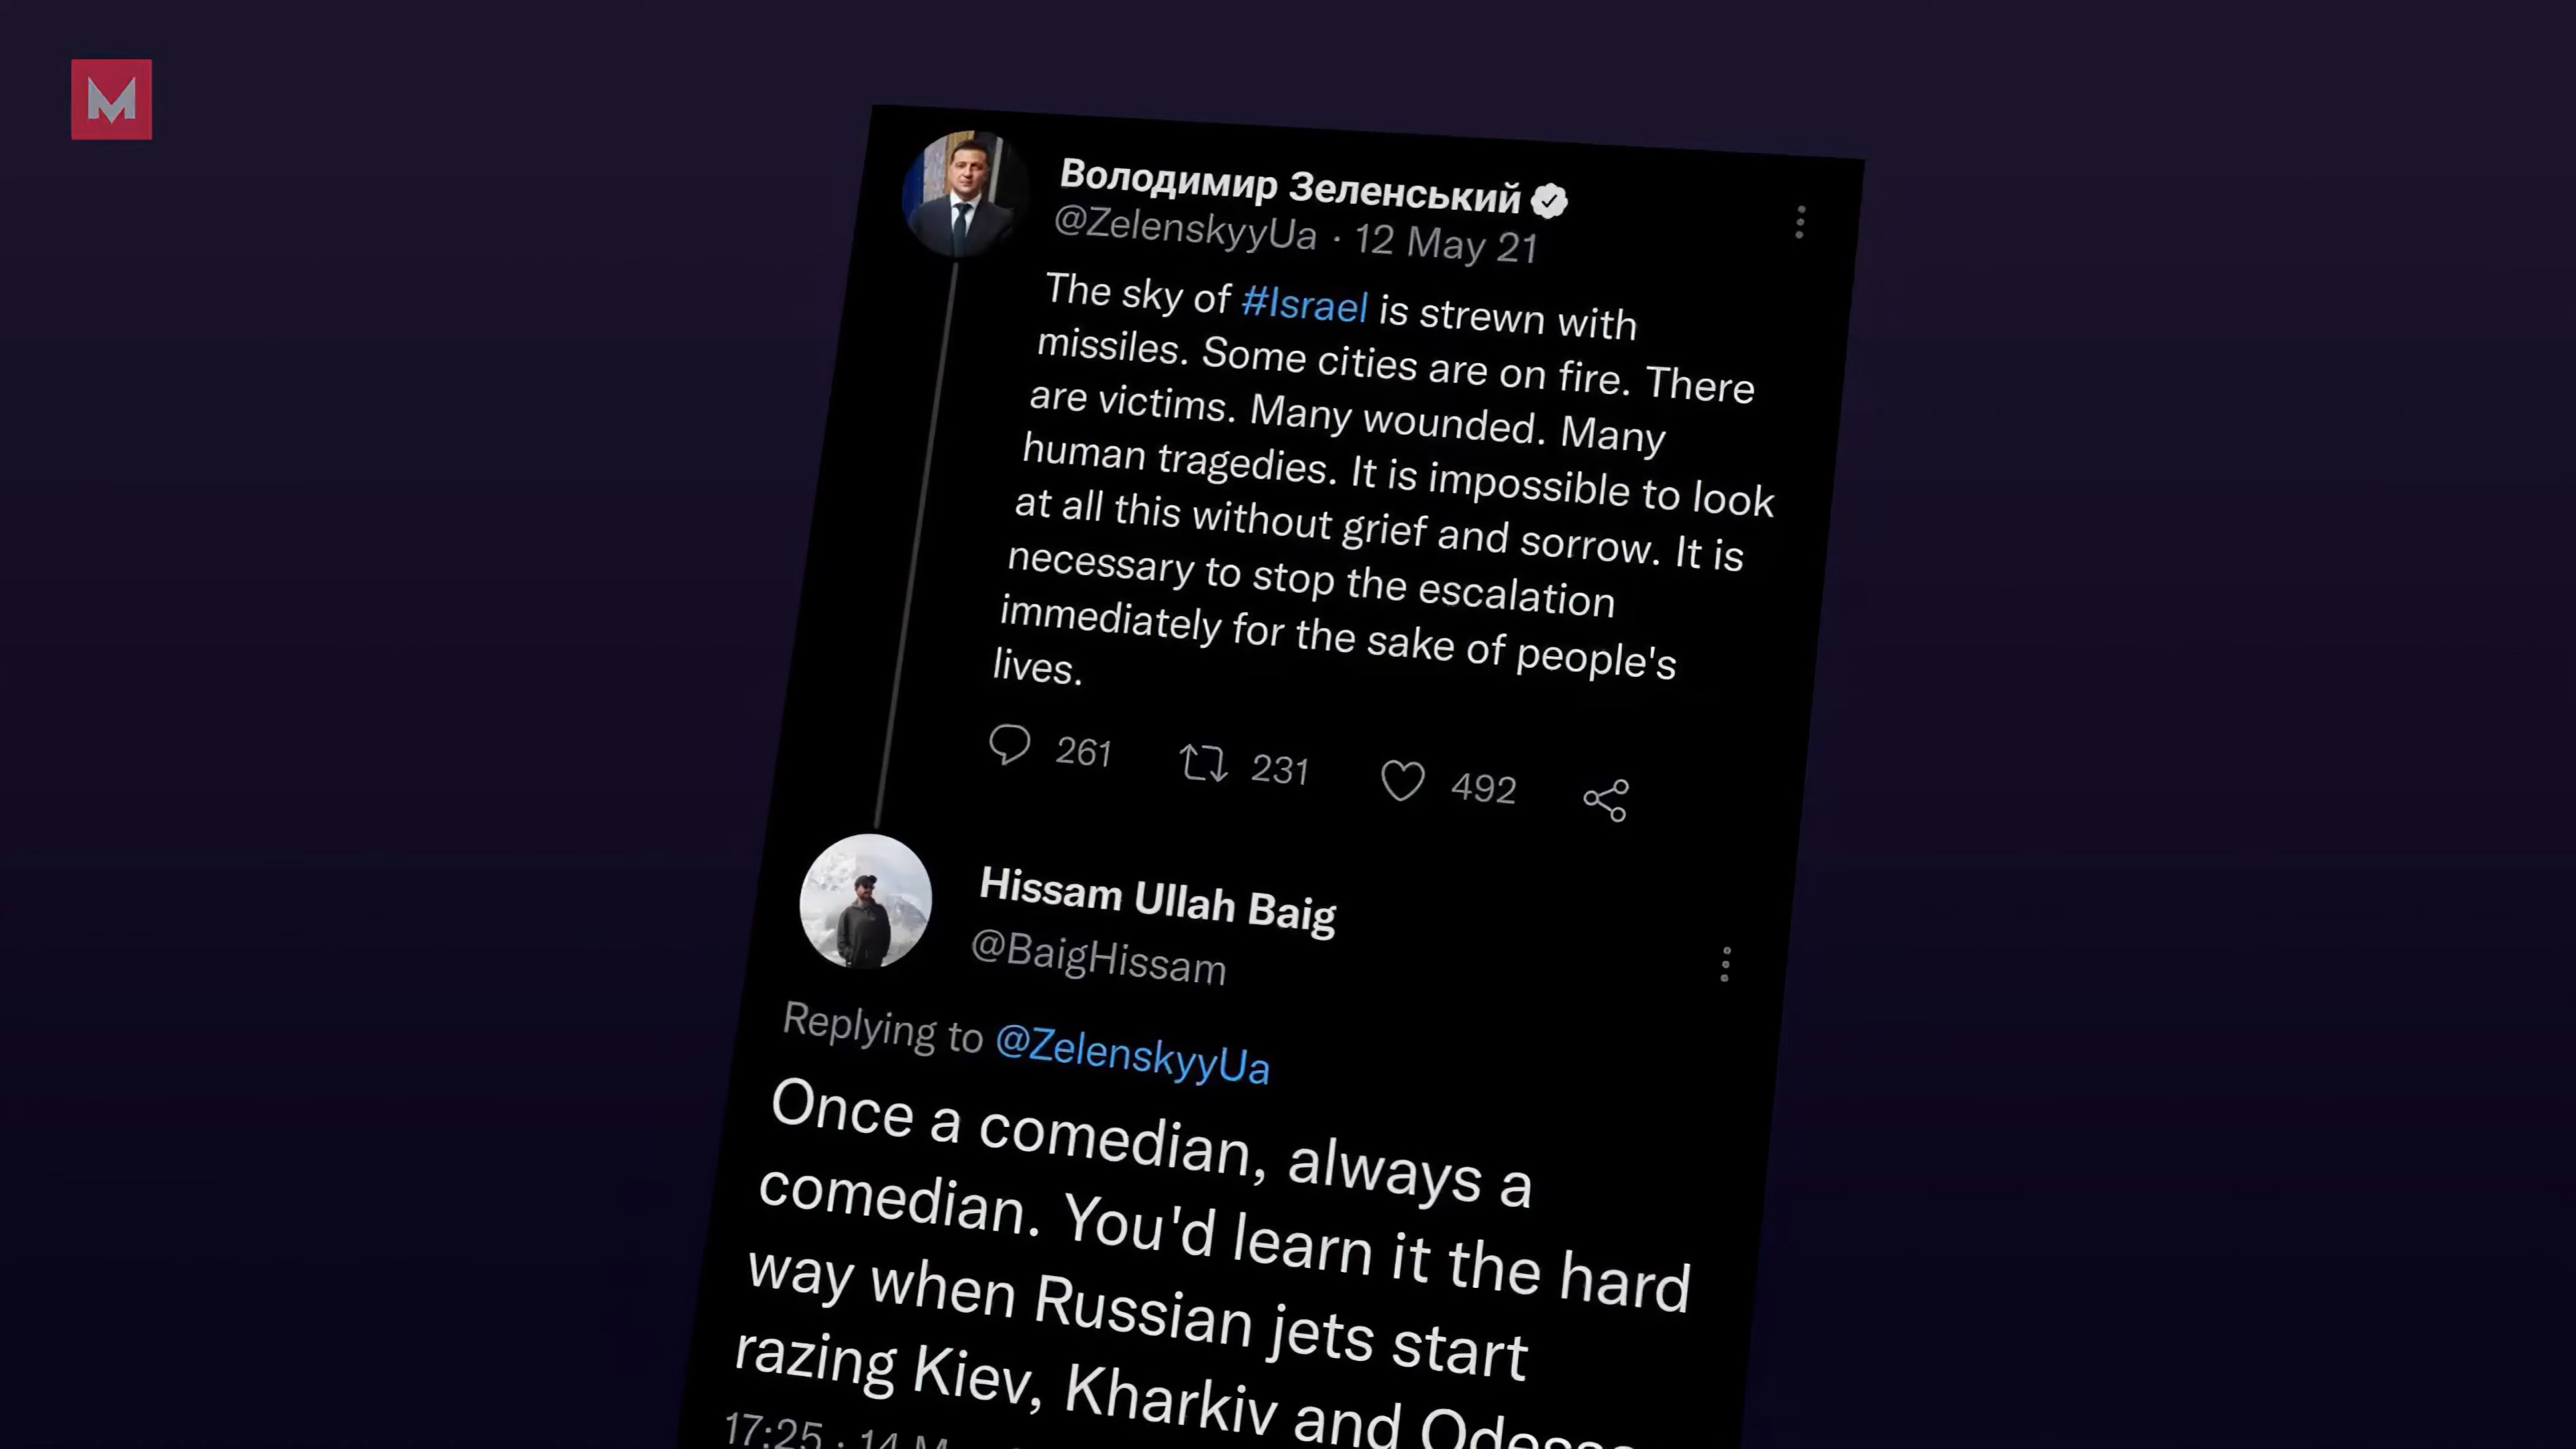 M
Володимир Зеленський
@ZelenskyyUa · 12 May 21
The sky of #Israel is strewn with
missiles. Some cities are on fire. There
are victims. Many wounded. Many
human tragedies. It is impossible to look
at all this without grief and sorrow. It is
necessary to stop the escalation
immediately for the sake of people's
lives.
261 231 492
Hissam Ullah Baig
@BaigHissam
Replying to @ZelenskyyUa
Once a comedian, always a
comedian. You'd learn it the hard
way when Russian jets start
razing Kiev, Kharkiv and
17:25 · 14